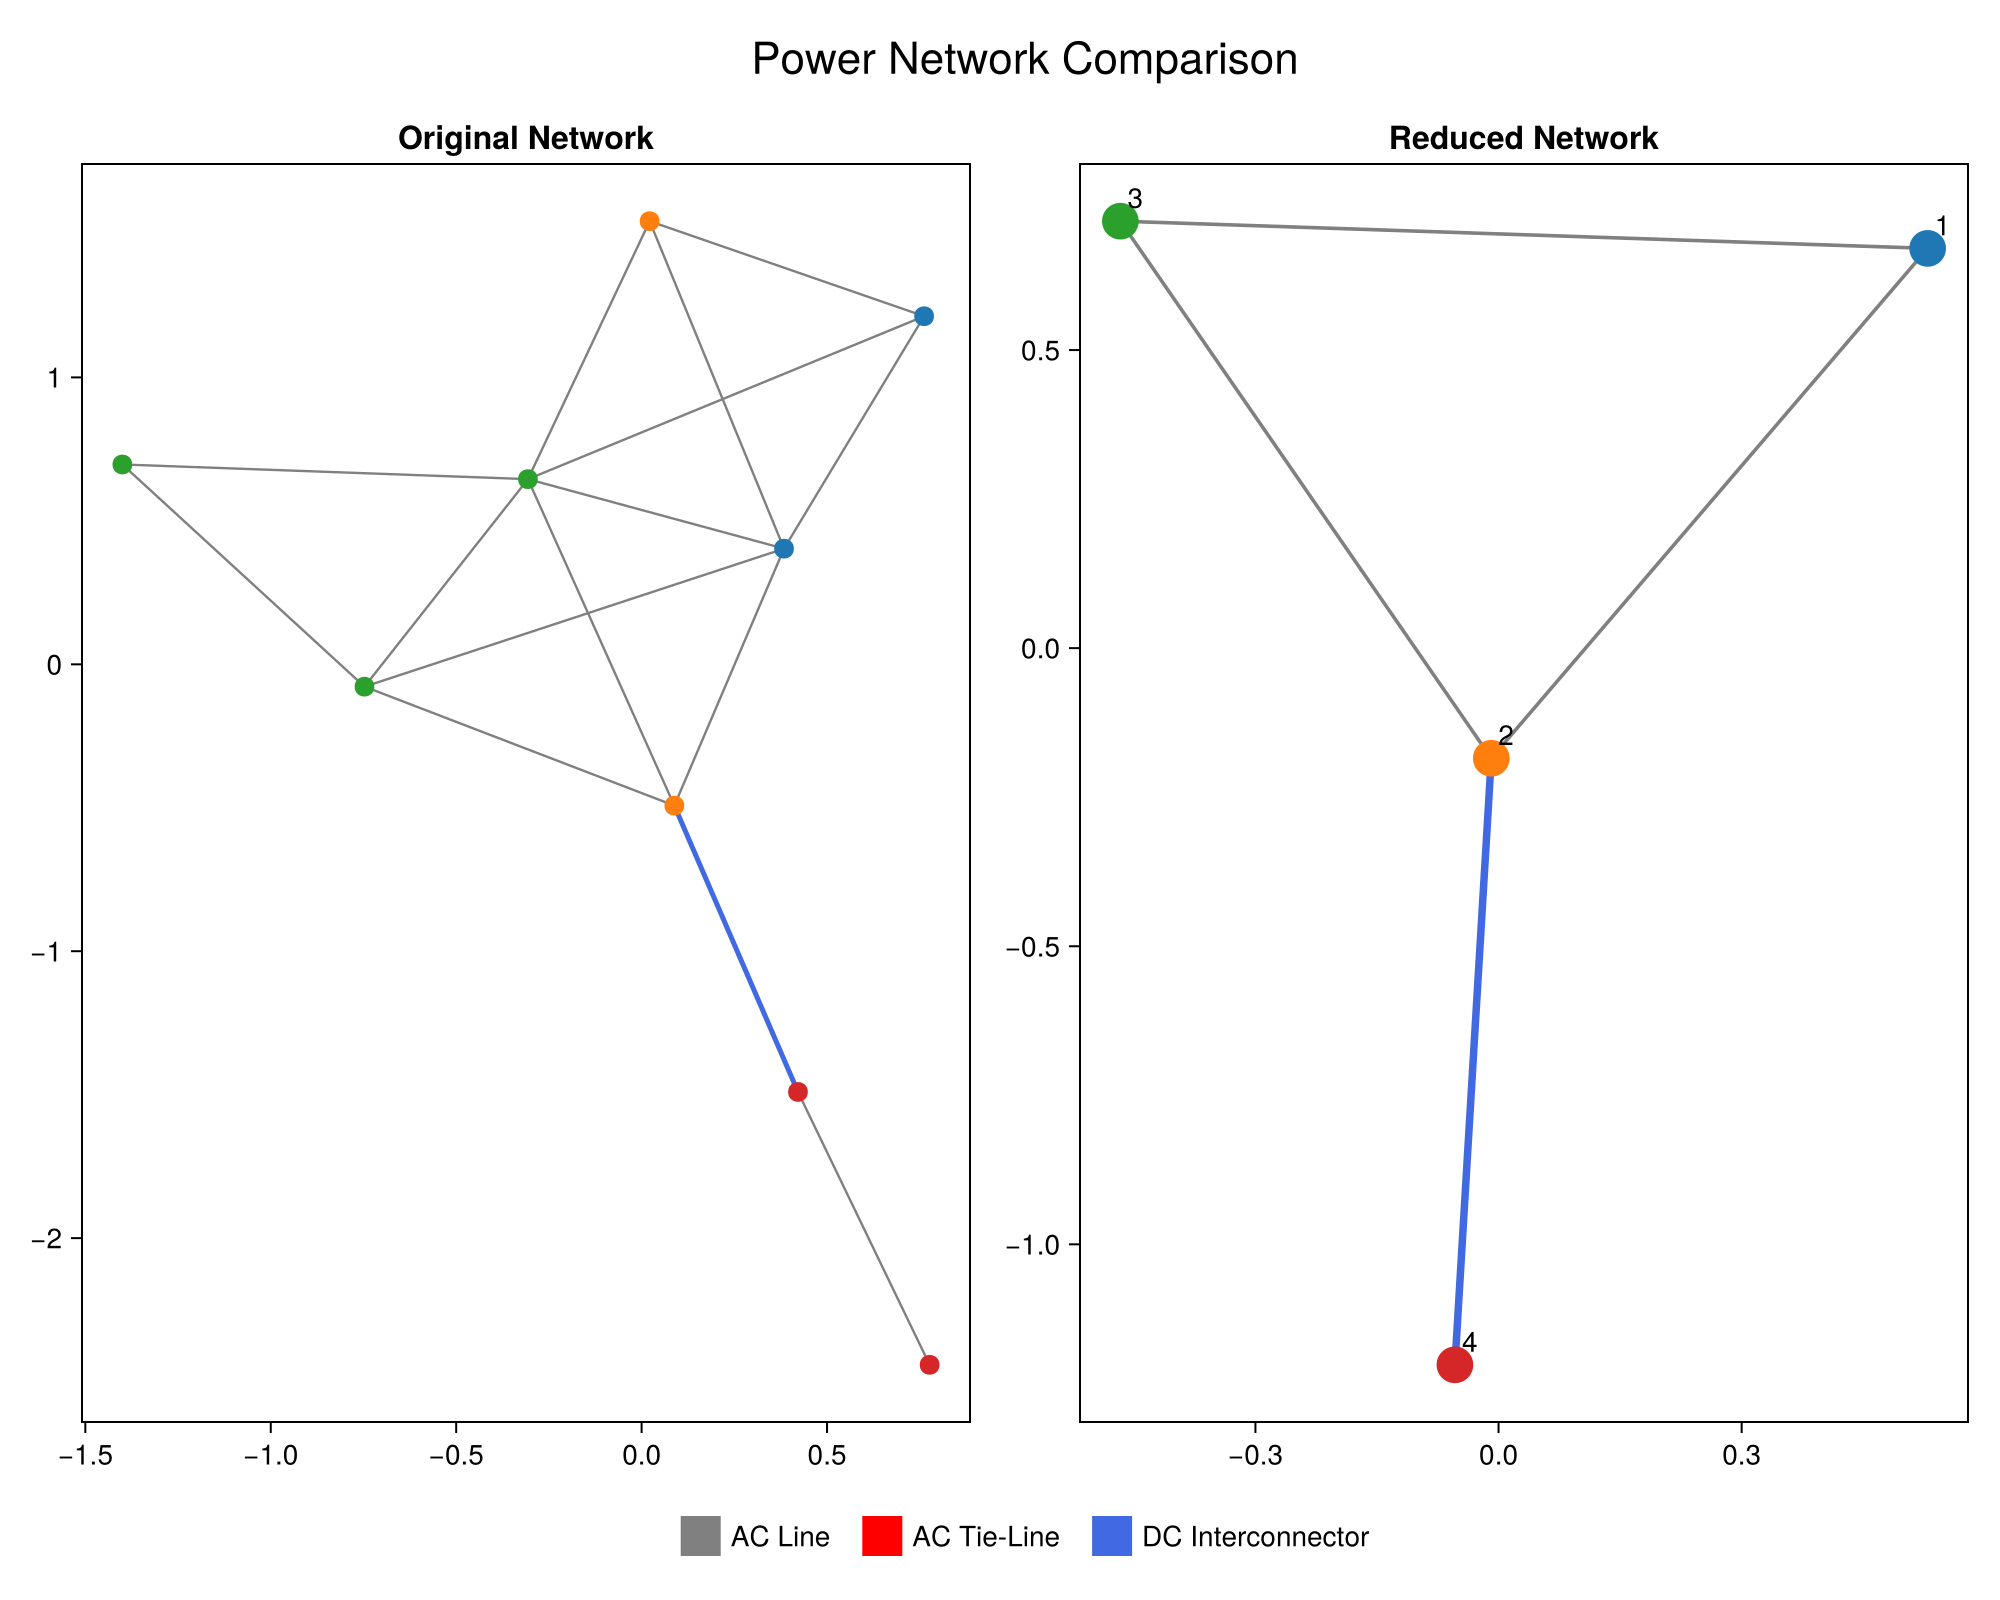 Power Network Comparison
Original Network
1
0
−1
−2
−1.5 −1.0 −0.5 0.0 0.5
Reduced Network
3
1
2
4
0.5
0.0
−0.5
−1.0
−0.3 0.0 0.3
AC Line AC Tie-Line DC Interconnector